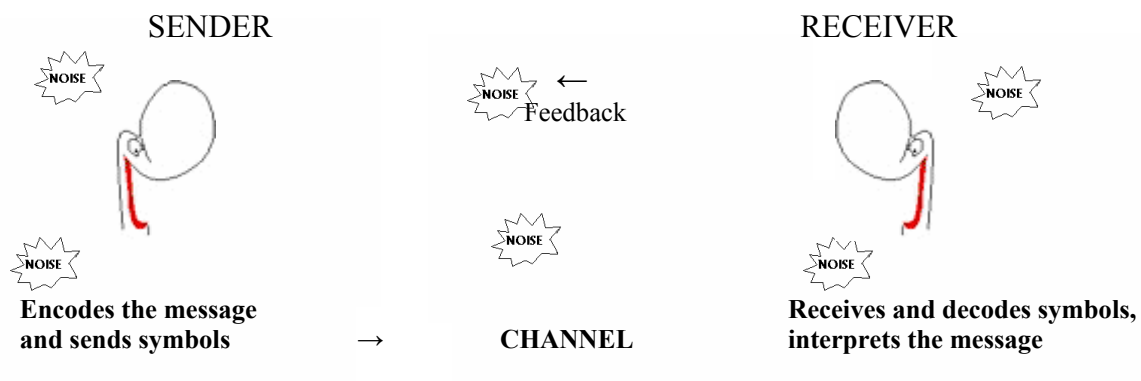 SENDER
RECEIVER
NOISE
NOISE
←
NOISE
Feedback
NOISE
NOISE
NOISE
Encodes the message
and sends symbols
→
CHANNEL
Receives and decodes symbols,
interprets the message